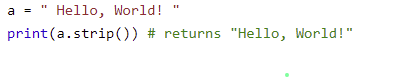 a = " Hello, World! "
print(a.strip()) # returns "Hello, World!"